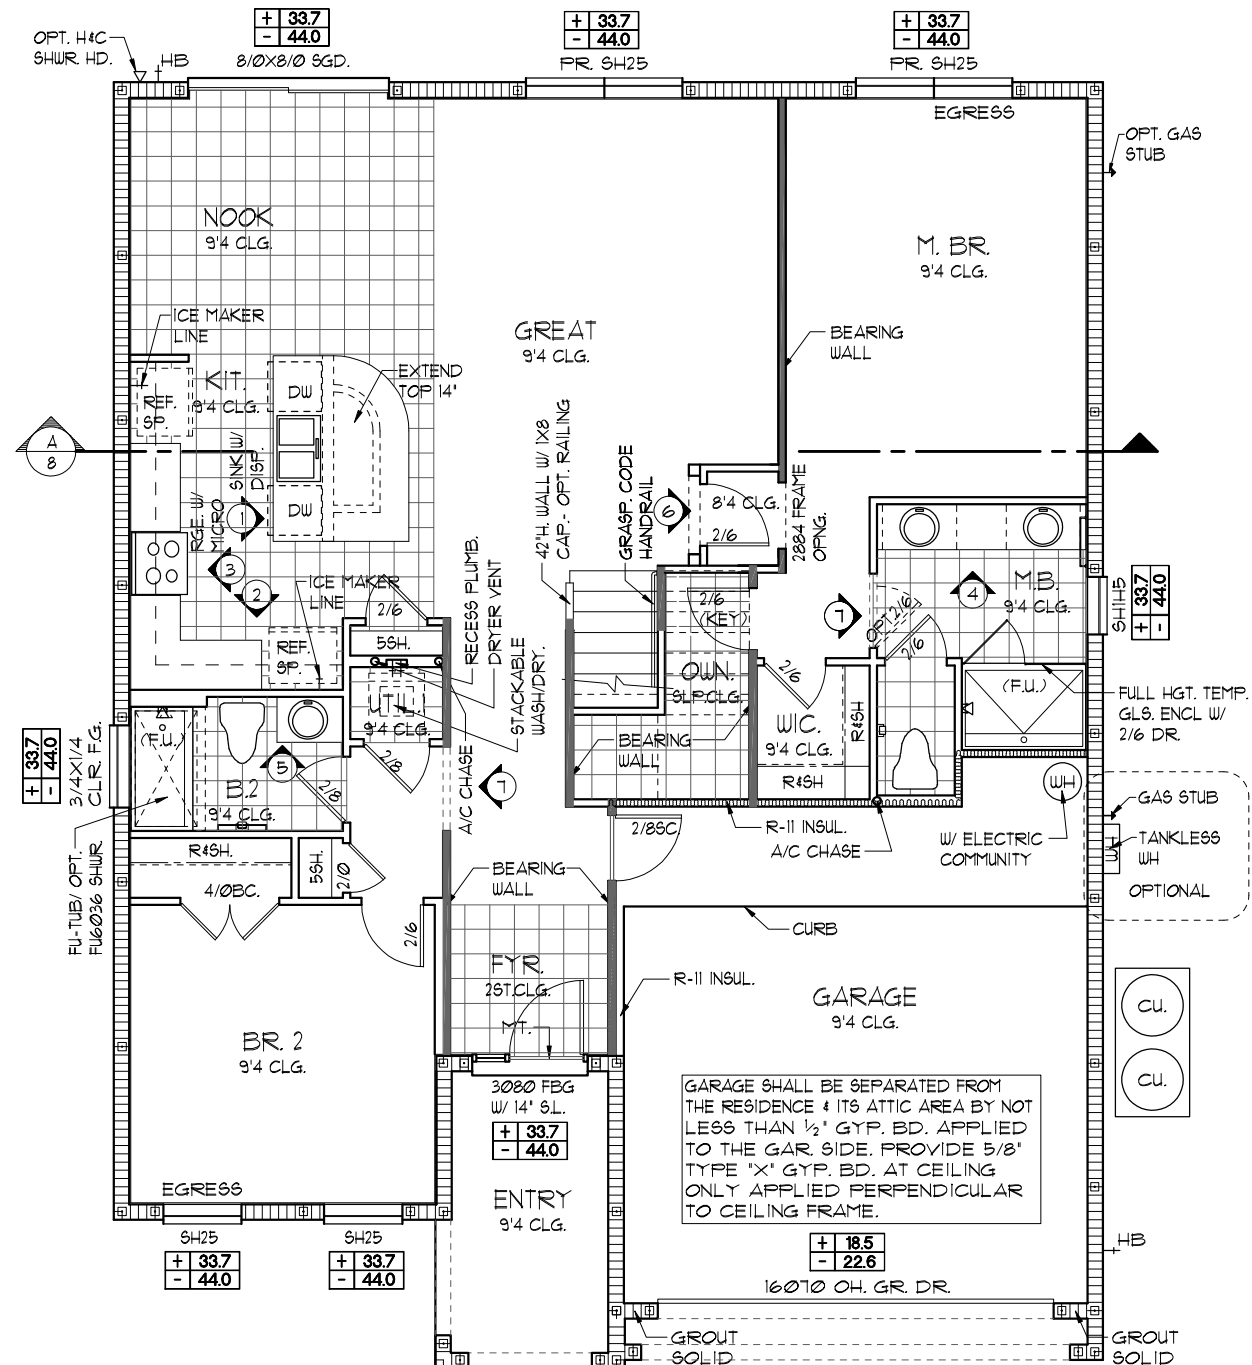 + 33.7
- 44.0
8/0X8/0 SGD.
+ 33.7
- 44.0
PR. SH25
+ 33.7
- 44.0
PR. SH25
OPT. H&C
SHWR. HD.
HB
EGRESS
OPT. GAS
STUB
NOOK
9'4 CLG.
M. BR.
9'4 CLG.
ICE MAKER
LINE
GREAT
9'4 CLG.
BEARING
WALL
KIT.
9'4 CLG.
REF.
SP.
DW
EXTEND
TOP 14"
A
8
SINK W/
DISP.
DW
RGE. W/
MICRO
1
3
2
ICE MAKER
LINE
REF.
SP.
42"H. WALL W/ 1X8
CAP.- OPT. RAILING
GRASP. CODE
HANDRAIL
6
8'4 CLG.
2/6
2884 FRAME
OPNG.
RECESS PLUMB.
DRYER VENT
STACKABLE
WASH/DRY.
2/6
5SH.
UTIL
9'4 CLG.
2/6
(KEY)
OWN.
SLP.CLG.
7
OPT 2/6
2/6
4
M.B.
9'4 CLG.
SH1H5
+ 33.7
- 44.0
(F.U.)
FULL HGT. TEMP.
GLS. ENCL W/
2/6 DR.
2/6
WIC.
9'4 CLG.
R&SH
R&SH
BEARING
WALL
+ 33.7
- 44.0
3/4X1/4
CLR. F.G.
(F.U.)
5
B.2
9'4 CLG.
2/8
2/8
A/C CHASE
7
FU-TUB/ OPT.
FU6036 SHWR
R&SH.
4/0BC.
5SH.
2/0
2/6
2/8SC.
R-11 INSUL.
A/C CHASE
WH
W/ ELECTRIC
COMMUNITY
GAS STUB
WH
TANKLESS
WH
OPTIONAL
BEARING
WALL
CURB
FYR.
2ST.CLG.
MT.
R-11 INSUL.
GARAGE
9'4 CLG.
CU.
CU.
BR. 2
9'4 CLG.
3080 FBG
W/ 14" S.L.
+ 33.7
- 44.0
GARAGE SHALL BE SEPARATED FROM
THE RESIDENCE & ITS ATTIC AREA BY NOT
LESS THAN ½" GYP. BD. APPLIED
TO THE GAR. SIDE. PROVIDE 5/8"
TYPE "X" GYP. BD. AT CEILING
ONLY APPLIED PERPENDICULAR
TO CEILING FRAME.
EGRESS
ENTRY
9'4 CLG.
SH25
+ 33.7
- 44.0
SH25
+ 33.7
- 44.0
+ 18.5
- 22.6
16070 OH. GR. DR.
HB
GROUT
SOLID
GROUT
SOLID